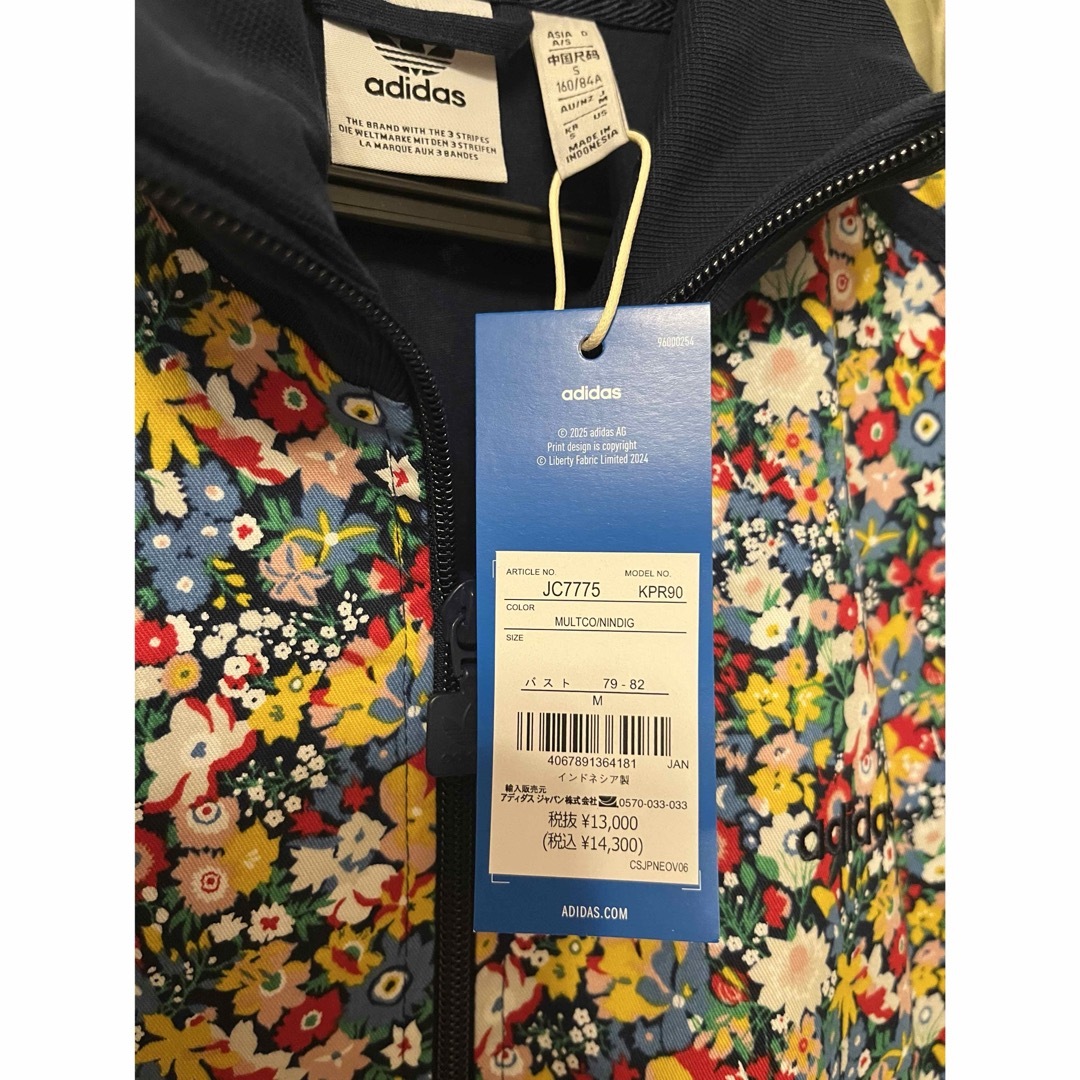 adidas
THE BRAND WITH THE 3 STRIPES
DIE WELTMARKE MIT DEN 3 STREIFEN
LA MARQUE AUX 3 BANDES
ASIA D
A/S
中国尺码
S
160/84A
AU/NZ J
M
KR US
S
MADE IN
INDONESIA
96000254
adidas
© 2025 adidas AG
Print design is copyright
© Liberty Fabric Limited 2024
ARTICLE NO. MODEL NO.
JC7775 KPR90
COLOR
MULTCO/NINDIG
SIZE
バスト 79 - 82
M
4067891364181 JAN
インドネシア製
輸入販売元
アディダス ジャパン株式会社 0570-033-033
税抜 ¥13,000
(税込 ¥14,300)
CSJPNEOV06
ADIDAS.COM
adidas